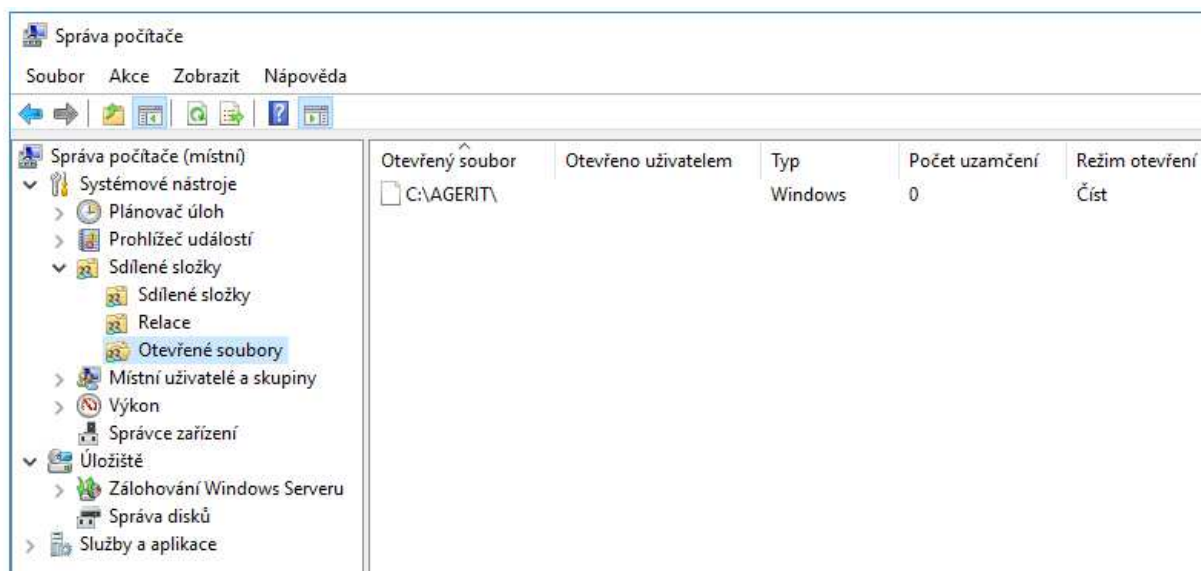 Správa počítače
Soubor Akce Zobrazit Nápověda
Správa počítače (místní)
Systémové nástroje
Plánovač úloh
Prohlížeč událostí
Sdílené složky
Sdílené složky
Relace
Otevřené soubory
Místní uživatelé a skupiny
Výkon
Správce zařízení
Úložiště
Zálohování Windows Serveru
Správa disků
Služby a aplikace
Otevřený soubor Otevřeno uživatelem Typ Počet uzamčení Režim otevření
C:\AGERIT\ Windows 0 Číst